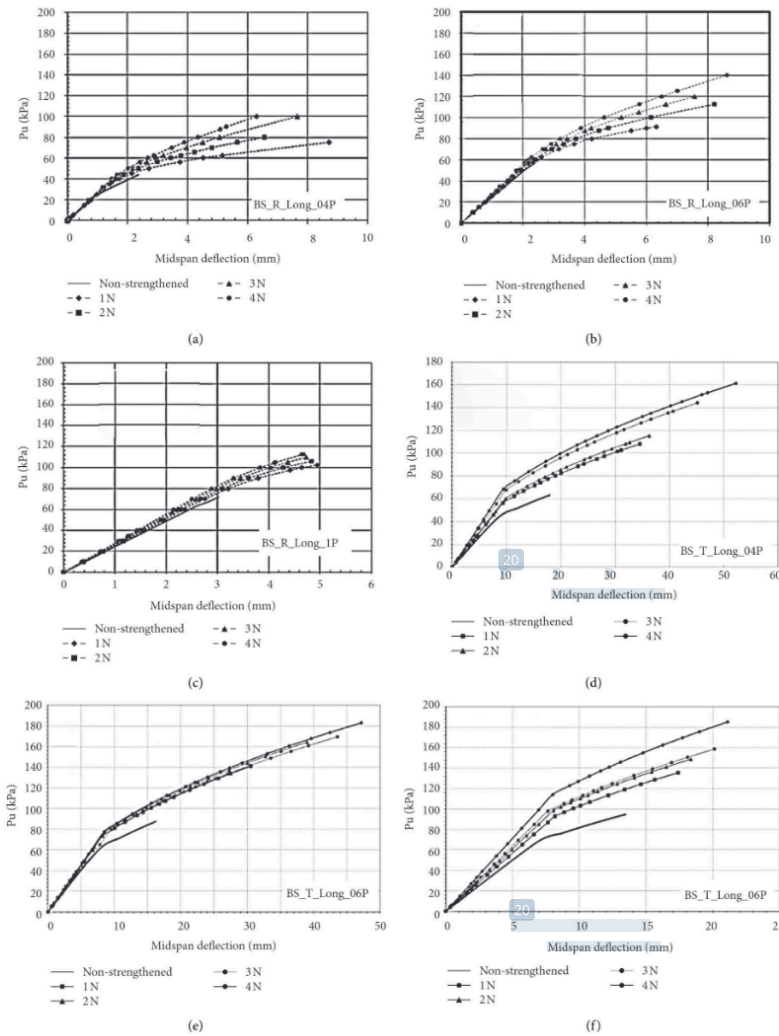 200
180
160
140
120
100
80
60
40
20
0
Pu (kPa)
0 2 4 6 8 10
Midspan deflection (mm)
BS_R_Long_04P
Non-strengthened
1N
2N
3N
4N
(a)
200
180
160
140
120
100
80
60
40
20
0
Pu (kPa)
0 2 4 6 8 10
Midspan deflection (mm)
BS_R_Long_06P
Non-strengthened
1N
2N
3N
4N
(b)
200
180
160
140
120
100
80
60
40
20
0
Pu (kPa)
0 1 2 3 4 5 6
Midspan deflection (mm)
BS_R_Long_1P
Non-strengthened
1N
2N
3N
4N
(c)
180
160
140
120
100
80
60
40
20
0
Pu (kPa)
20
0 10 20 30 40 50 60
Midspan deflection (mm)
BS_T_Long_04P
Non-strengthened
1N
2N
3N
4N
(d)
200
180
160
140
120
100
80
60
40
20
0
Pu (kPa)
0 10 20 30 40 50
Midspan deflection (mm)
BS_T_Long_06P
Non-strengthened
1N
2N
3N
4N
(e)
200
180
160
140
120
100
80
60
40
20
0
Pu (kPa)
20
0 5 10 15 20 2
Midspan deflection (mm)
BS_T_Long_06P
Non-strengthened
1N
2N
3N
4N
(f)